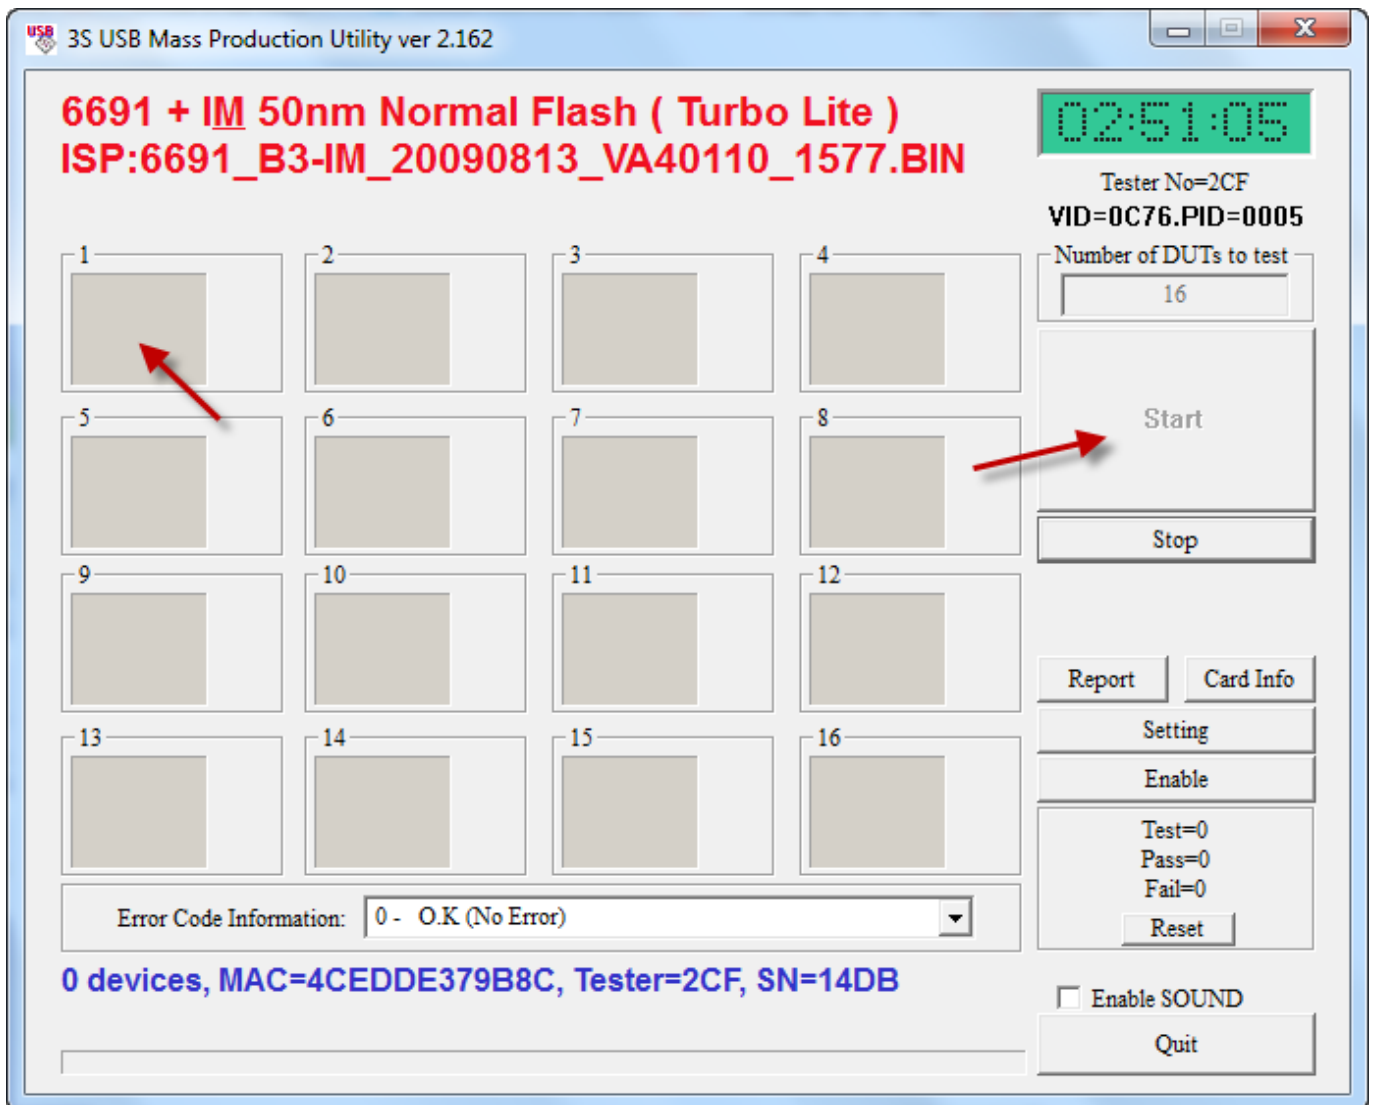 USB
3S USB Mass Production Utility ver 2.162
6691 + IM 50nm Normal Flash ( Turbo Lite )
ISP:6691_B3-IM_20090813_VA40110_1577.BIN
02:51:05
Tester No=2CF
VID=0C76.PID=0005
Number of DUTs to test
16
1
2
3
4
5
6
7
8
Start
Stop
9
10
11
12
Report
Card Info
Setting
13
14
15
16
Enable
Test=0
Pass=0
Fail=0
Reset
Error Code Information: 0 - O.K (No Error)
0 devices, MAC=4CEDDE379B8C, Tester=2CF, SN=14DB
Enable SOUND
Quit